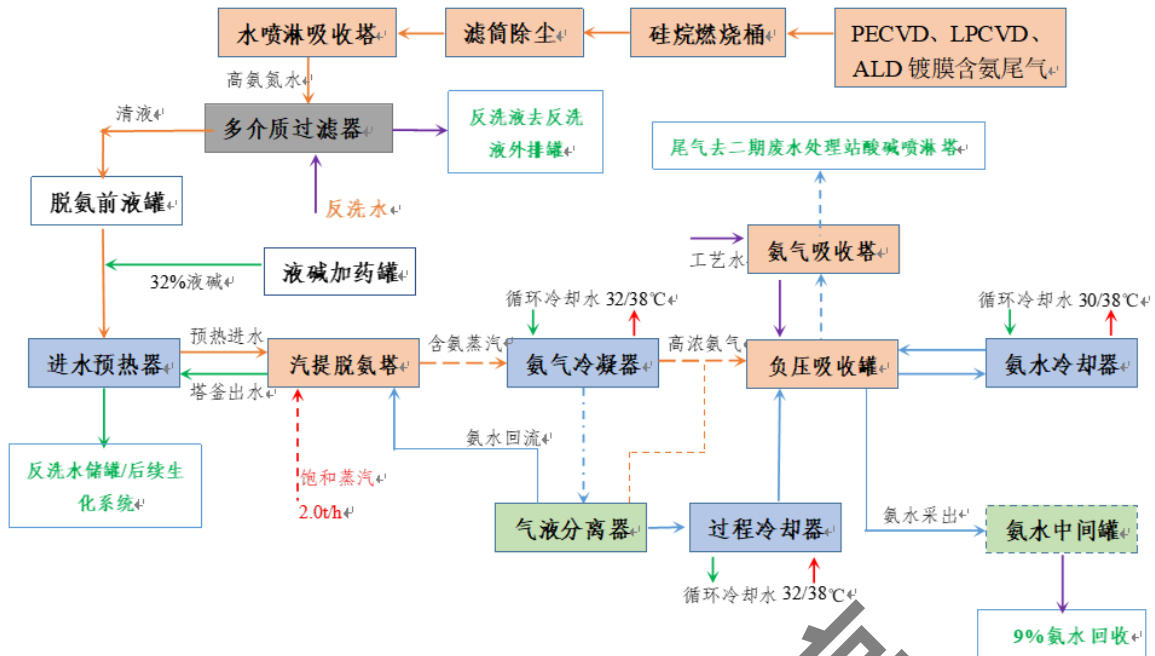 水喷淋吸收塔
滤筒除尘
硅烷燃烧桶
PECVD、LPCVD、
ALD 镀膜含氨尾气
高氨氮水
清液
多介质过滤器
反洗液去反洗
液外排罐
尾气去二期废水处理站酸碱喷淋塔
脱氨前液罐
反洗水
32%液碱
液碱加药罐
工艺水
氨气吸收塔
循环冷却水 32/38℃
循环冷却水 30/38℃
预热进水
含氨蒸汽
高浓氨气
进水预热器
汽提脱氨塔
氨气冷凝器
负压吸收罐
氨水冷却器
塔釜出水
氨水回流
反洗水储罐/后续生
化系统
饱和蒸汽
2.0t/h
气液分离器
过程冷却器
氨水采出
氨水中间罐
循环冷却水 32/38℃
9%氨水回收